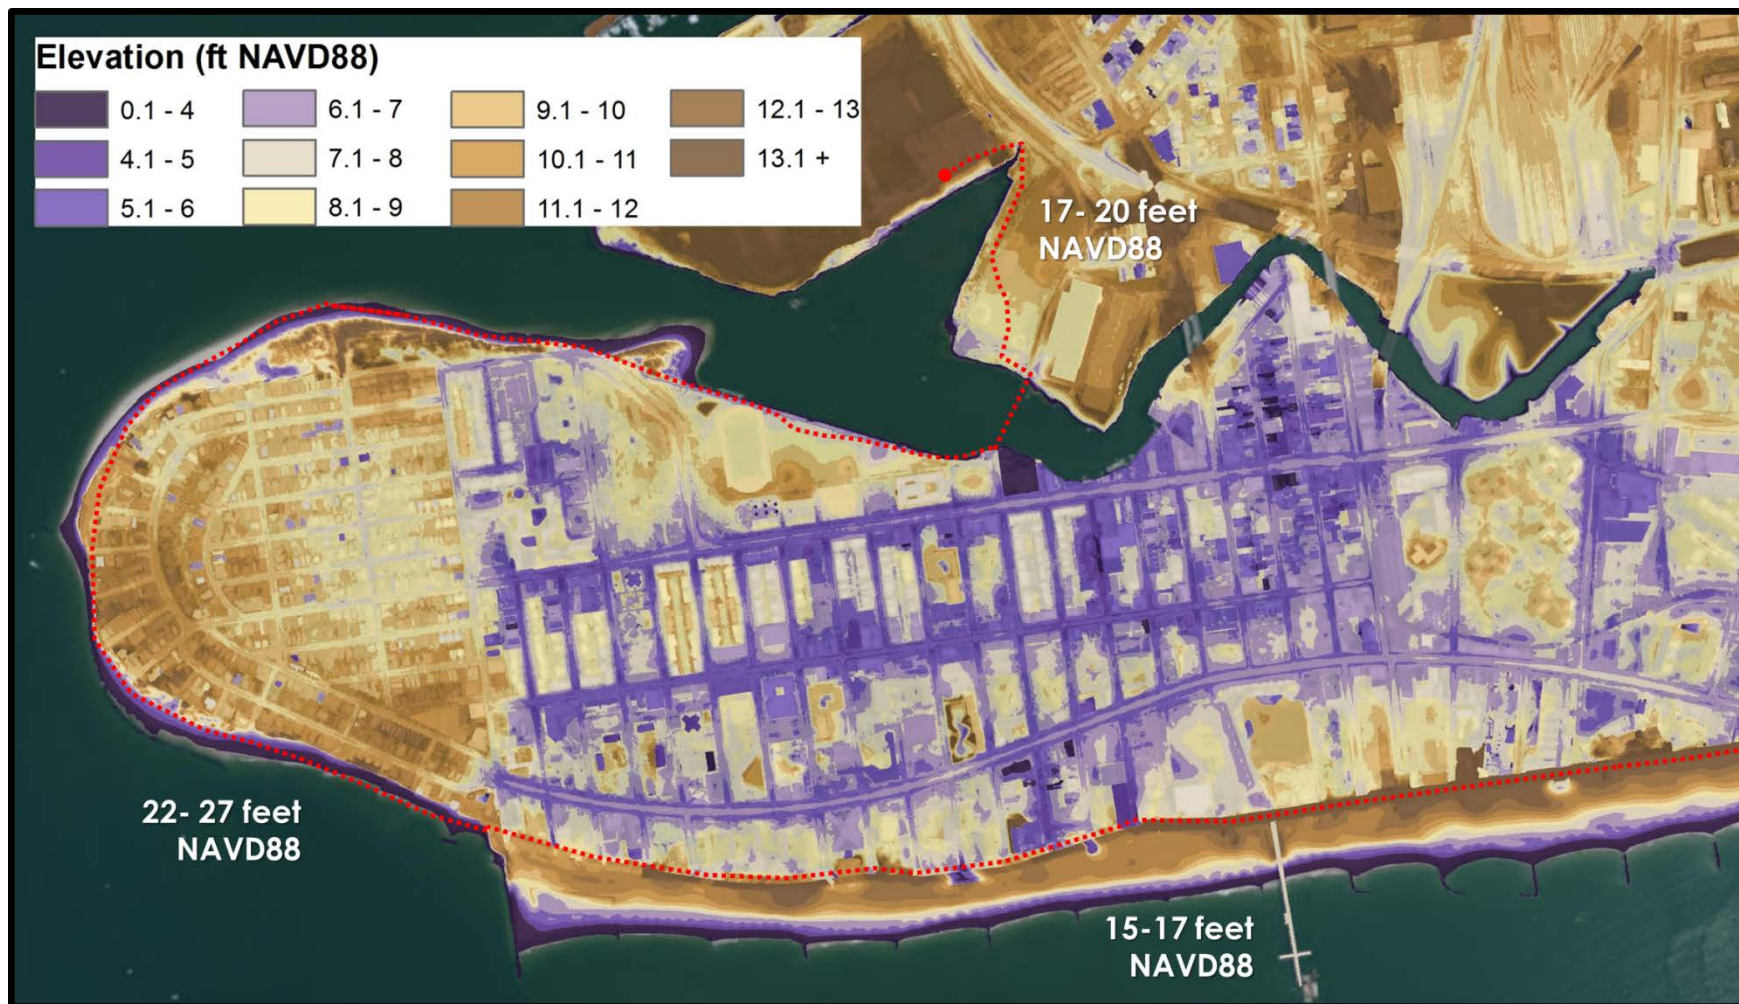 Elevation (ft NAVD88)
0.1 - 4
4.1 - 5
5.1 - 6
6.1 - 7
7.1 - 8
8.1 - 9
9.1 - 10
10.1 - 11
11.1 - 12
12.1 - 13
13.1 +
17- 20 feet
NAVD88
22- 27 feet
NAVD88
15-17 feet
NAVD88